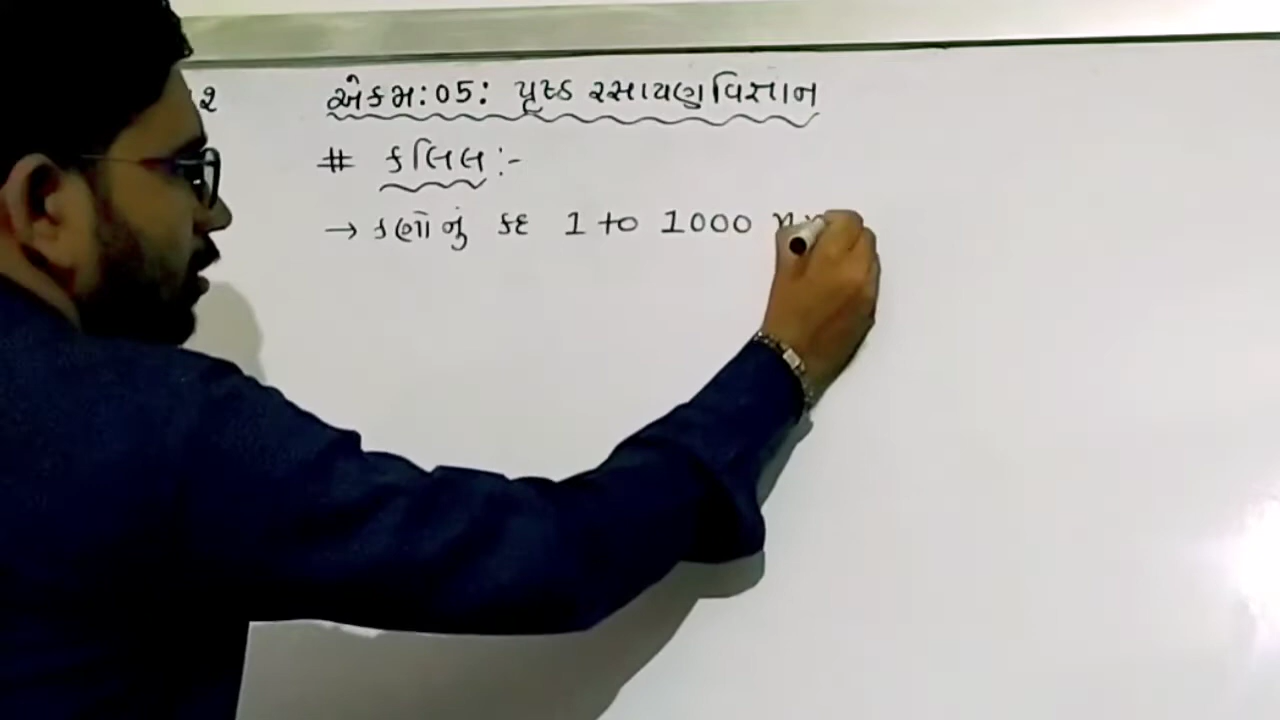 એકમ:05: પૃષ્ઠ રસાયણવિજ્ઞાન
# કલિલ:-
→ કણોનું કદ 1 to 1000